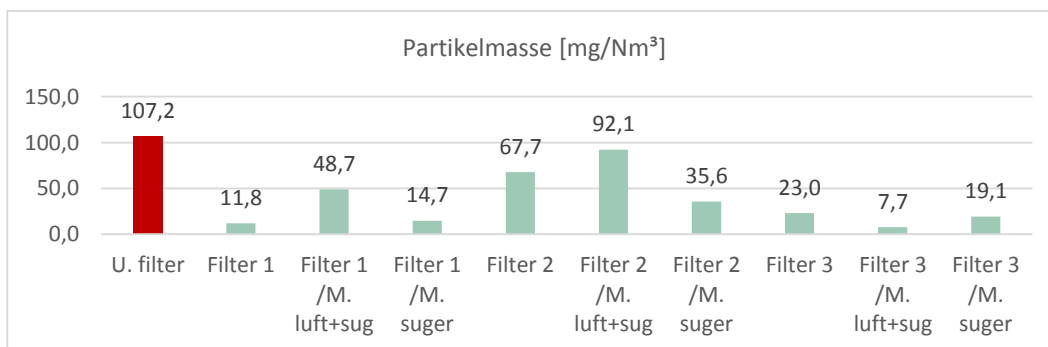 Partikelmasse [mg/Nm³]
150,0
100,0
50,0
0,0
107,2
11,8
48,7
14,7
67,7
92,1
35,6
23,0
7,7
19,1
U. filter
Filter 1
Filter 1
/M.
luft+sug
Filter 1
/M.
suger
Filter 2
Filter 2
/M.
luft+sug
Filter 2
/M.
suger
Filter 3
Filter 3
/M.
luft+sug
Filter 3
/M.
suger